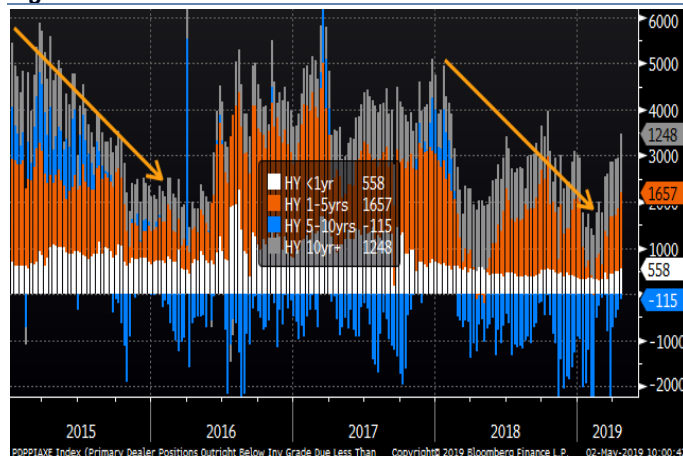 6000
5000
4000
1248
3000
1657
2000
1000
558
-115
-1000
-2000
HY <1yr 558
HY 1-5yrs 1657
HY 5-10yrs -115
HY 10yr+ 1248
2015 2016 2017 2018 2019
PDPPIAXE Index (Primary Dealer Positions Outright Below Inv Grade Due Less Than Copyright© 2019 Bloomberg Finance L.P. 02-May-2019 10:00:47